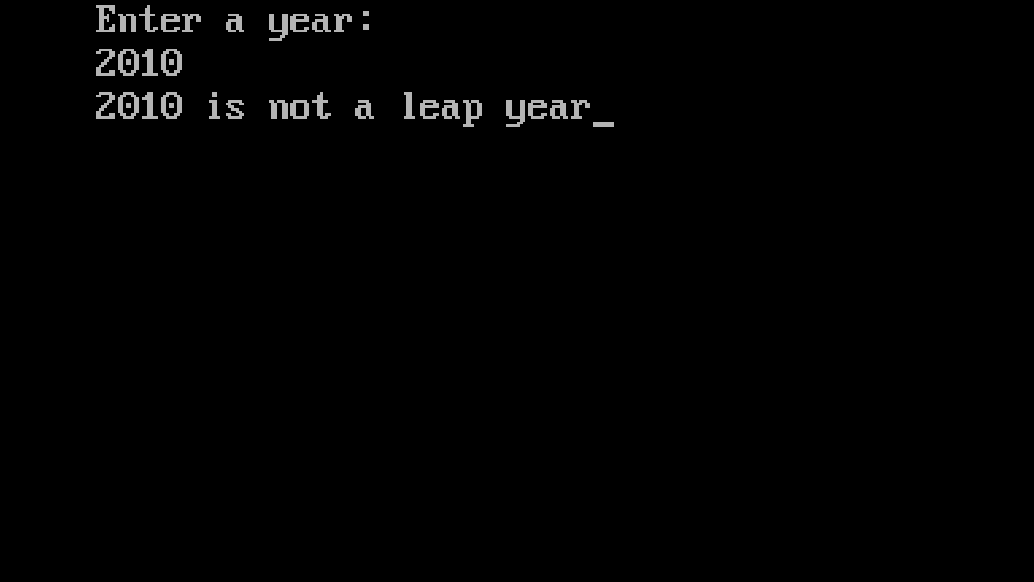 Enter a year:
2010
2010 is not a leap year_